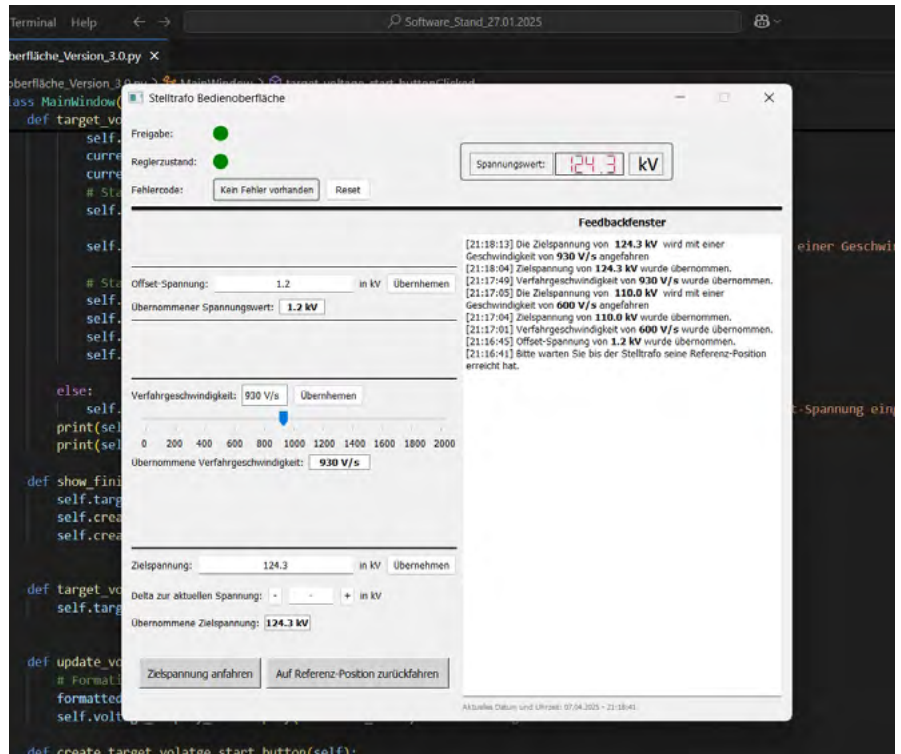 Terminal Help ← → Software_Stand_27.01.2025
berfläche_Version_3.0.py ×
Stelltrafo Bedienoberfläche
lass MainWindow(
def target_vo
self.
curre
curre
# Sta
self.
self.
einer Geschwi
# Sta
self.
self.
self.
self.
else:
self.
t-Spannung ein
print(sel
print(sel
def show_fini
self.targ
self.crea
self.crea
def target_vo
self.targ
def update_vo
# Formati
formatted
self.volt
def create_target_volatge_start_button(self):
Freigabe:
Reglerzustand:
Fehlercode: Kein Fehler vorhanden Reset
Spannungswert: 124.3 kV
Offset-Spannung: 1.2 in kV Übernhemen
Übernommener Spannungswert: 1.2 kV
Verfahrgeschwindigkeit: 930 V/s Übernhemen
0 200 400 600 800 1000 1200 1400 1600 1800 2000
Übernommene Verfahrgeschwindigkeit: 930 V/s
Zielspannung: 124.3 in kV Übernehmen
Delta zur aktuellen Spannung: - - + in kV
Übernommene Zielspannung: 124.3 kV
Zielspannung anfahren Auf Referenz-Position zurückfahren
Feedbackfenster
[21:18:13] Die Zielspannung von 124.3 kV wird mit einer
Geschwindigkeit von 930 V/s angefahren
[21:18:04] Zielspannung von 124.3 kV wurde übernommen.
[21:17:49] Verfahrgeschwindigkeit von 930 V/s wurde übernommen.
[21:17:05] Die Zielspannung von 110.0 kV wird mit einer
Geschwindigkeit von 600 V/s angefahren
[21:17:04] Zielspannung von 110.0 kV wurde übernommen.
[21:17:01] Verfahrgeschwindigkeit von 600 V/s wurde übernommen.
[21:16:45] Offset-Spannung von 1.2 kV wurde übernommen.
[21:16:41] Bitte warten Sie bis der Stelltrafo seine Referenz-Position
erreicht hat.
Aktuelles Datum und Uhrzeit: 07.04.2025 - 21:18:41